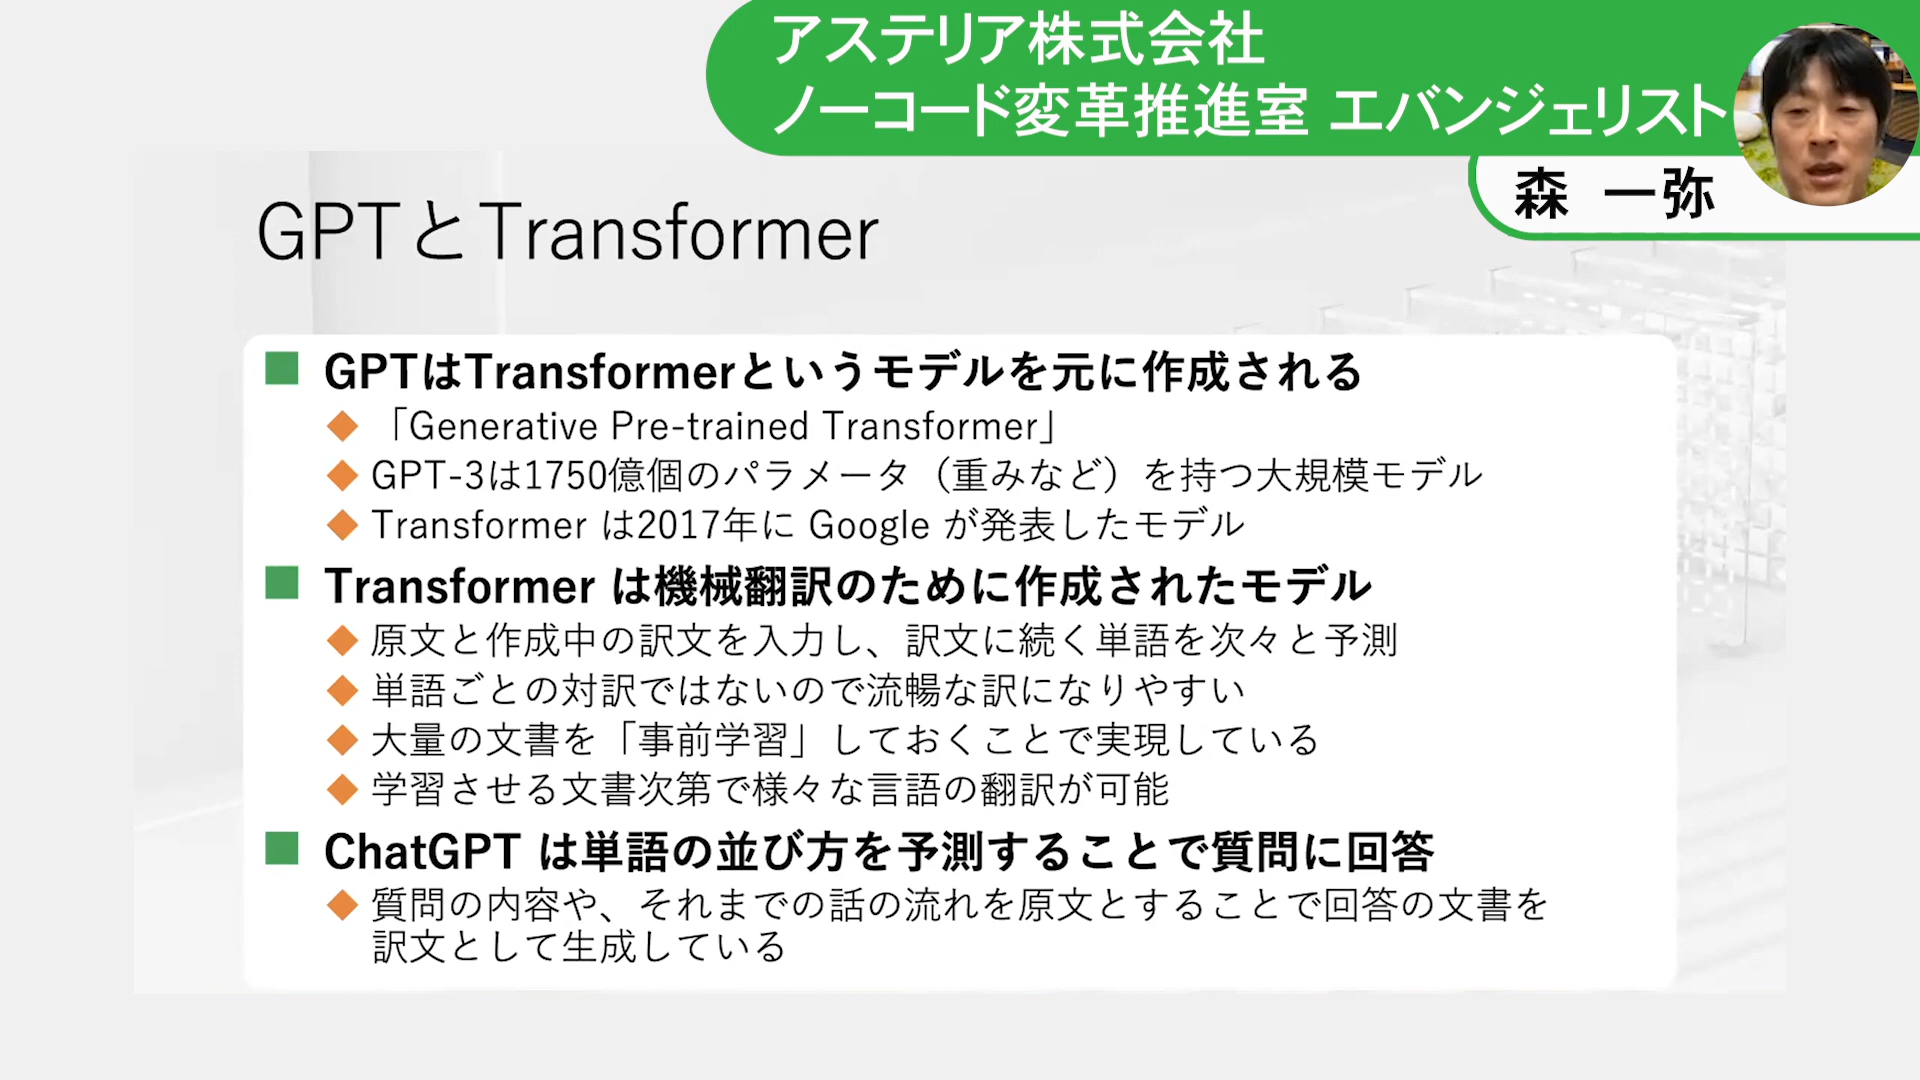 アステリア株式会社
ノーコード変革推進室 エバンジェリスト
森 一弥
GPTとTransformer
GPTはTransformerというモデルを元に作成される
「Generative Pre-trained Transformer」
GPT-3は1750億個のパラメータ（重みなど）を持つ大規模モデル
Transformer は2017年に Google が発表したモデル
Transformer は機械翻訳のために作成されたモデル
原文と作成中の訳文を入力し、訳文に続く単語を次々と予測
単語ごとの対訳ではないので流暢な訳になりやすい
大量の文書を「事前学習」しておくことで実現している
学習させる文書次第で様々な言語の翻訳が可能
ChatGPT は単語の並び方を予測することで質問に回答
質問の内容や、それまでの話の流れを原文とすることで回答の文書を
訳文として生成している